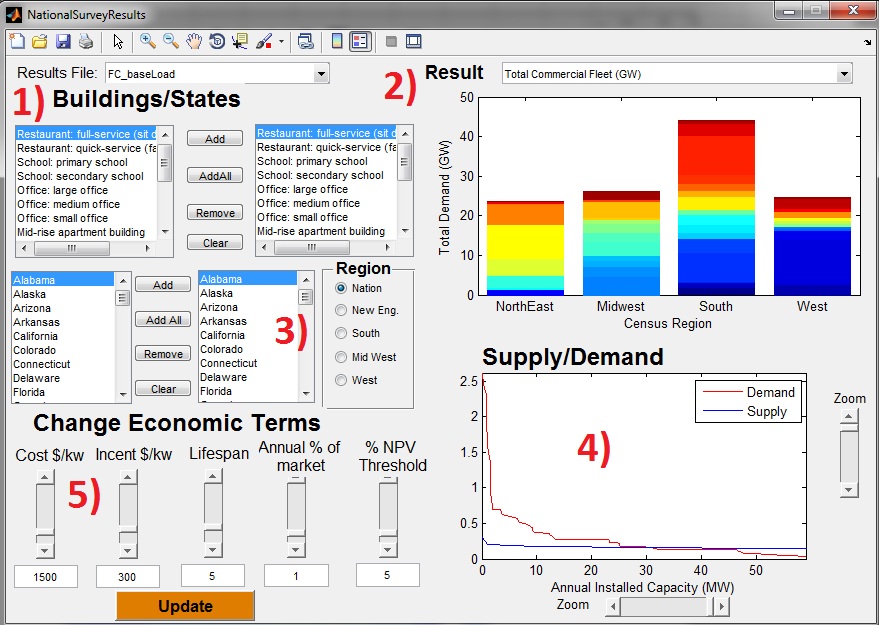 NationalSurveyResults
Results File:
FC_baseLoad
2)
Result
Total Commercial Fleet (GW)
1)
Buildings/States
Restaurant: full-service (sit d
Restaurant: quick-service (fa
School: primary school
School: secondary school
Office: large office
Office: medium office
Office: small office
Mid-rise apartment building
Add
AddAll
Remove
Clear
Restaurant: full-service (sit d
Restaurant: quick-service (fa
School: primary school
School: secondary school
Office: large office
Office: medium office
Office: small office
Mid-rise apartment building
Alabama
Alaska
Arizona
Arkansas
California
Colorado
Connecticut
Delaware
Florida
Add
Add All
Remove
Clear
Alabama
Alaska
Arizona
Arkansas
California
Colorado
Connecticut
Delaware
Florida
3)
Region
Nation
New Eng.
South
Mid West
West
Total Demand (GW)
50
40
30
20
10
0
NorthEast
Midwest
South
West
Census Region
Supply/Demand
2.5
2
1.5
1
0.5
0
Demand
Supply
4)
0
10
20
30
40
50
Annual Installed Capacity (MW)
Zoom
Zoom
Change Economic Terms
5)
Cost $/kw
Incent $/kw
Lifespan
Annual % of
market
% NPV
Threshold
1500
300
5
1
5
Update